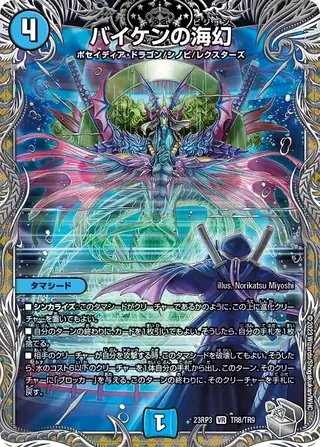 4
ビジョン
バイケンの海幻
ポセイディア・ドラゴン/シノビ/レクスターズ
illus. Norikatsu Miyoshi
タマシード
■シンカライズ:このタマシードがクリーチャーであるかのように、この上に進化クリー
チャーを置いてもよい。
■自分のターンの終わりに、カードを1枚引いてもよい。そうしたら、自分の手札を1枚
捨てる。
■相手のクリーチャーが自分を攻撃する時、このタマシードを破壊してもよい。そうし
たら、水のコスト6以下のクリーチャーを1体自分の手札から出し、このターン、そのクリー
チャーに「ブロッカー」を与える。このターンの終わりに、そのクリーチャーを手札に
戻す。
1
23RP3 VR TR8/TR9